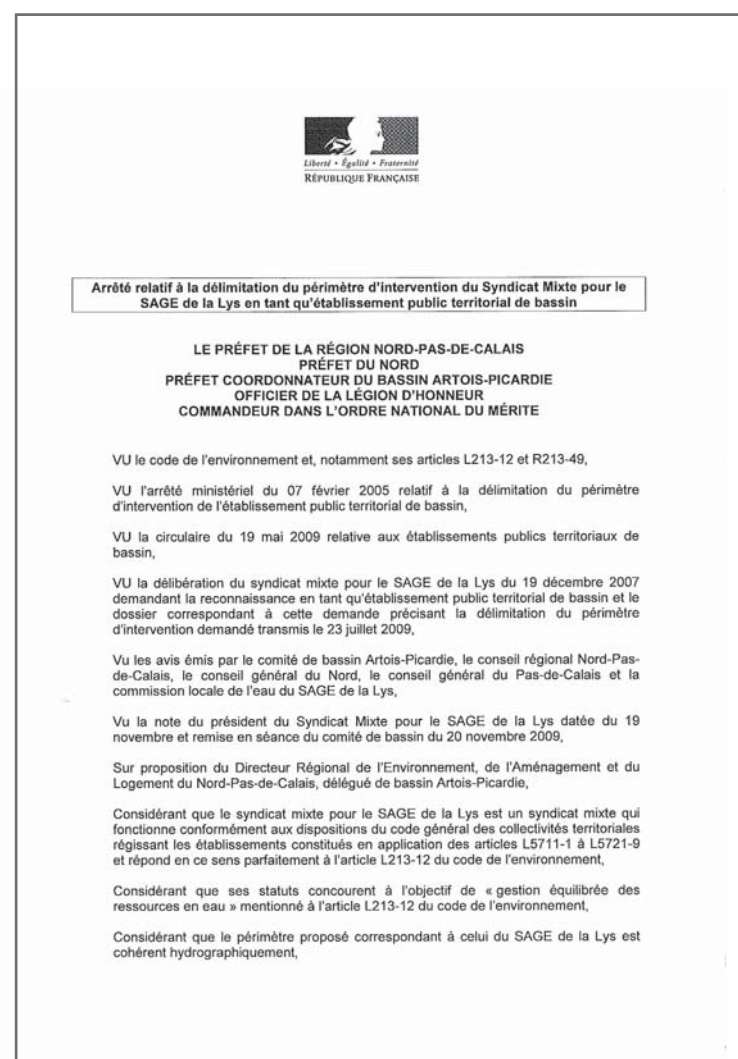 Liberté • Égalité • Fraternité
RÉPUBLIQUE FRANÇAISE
Arrêté relatif à la délimitation du périmètre d'intervention du Syndicat Mixte pour le
SAGE de la Lys en tant qu'établissement public territorial de bassin
LE PRÉFET DE LA RÉGION NORD-PAS-DE-CALAIS
PRÉFET DU NORD
PRÉFET COORDONNATEUR DU BASSIN ARTOIS-PICARDIE
OFFICIER DE LA LÉGION D'HONNEUR
COMMANDEUR DANS L'ORDRE NATIONAL DU MÉRITE
VU le code de l'environnement et, notamment ses articles L213-12 et R213-49,
VU l'arrêté ministériel du 07 février 2005 relatif à la délimitation du périmètre
d'intervention de l'établissement public territorial de bassin,
VU la circulaire du 19 mai 2009 relative aux établissements publics territoriaux de
bassin,
VU la délibération du syndicat mixte pour le SAGE de la Lys du 19 décembre 2007
demandant la reconnaissance en tant qu'établissement public territorial de bassin et le
dossier correspondant à cette demande précisant la délimitation du périmètre
d'intervention demandé transmis le 23 juillet 2009,
Vu les avis émis par le comité de bassin Artois-Picardie, le conseil régional Nord-Pas-
de-Calais, le conseil général du Nord, le conseil général du Pas-de-Calais et la
commission locale de l'eau du SAGE de la Lys,
Vu la note du président du Syndicat Mixte pour le SAGE de la Lys datée du 19
novembre et remise en séance du comité de bassin du 20 novembre 2009,
Sur proposition du Directeur Régional de l'Environnement, de l'Aménagement et du
Logement du Nord-Pas-de-Calais, délégué de bassin Artois-Picardie,
Considérant que le syndicat mixte pour le SAGE de la Lys est un syndicat mixte qui
fonctionne conformément aux dispositions du code général des collectivités territoriales
régissant les établissements constitués en application des articles L5711-1 à L5721-9
et répond en ce sens parfaitement à l'article L213-12 du code de l'environnement,
Considérant que ses statuts concourent à l'objectif de « gestion équilibrée des
ressources en eau » mentionné à l'article L213-12 du code de l'environnement,
Considérant que le périmètre proposé correspondant à celui du SAGE de la Lys est
cohérent hydrographiquement,